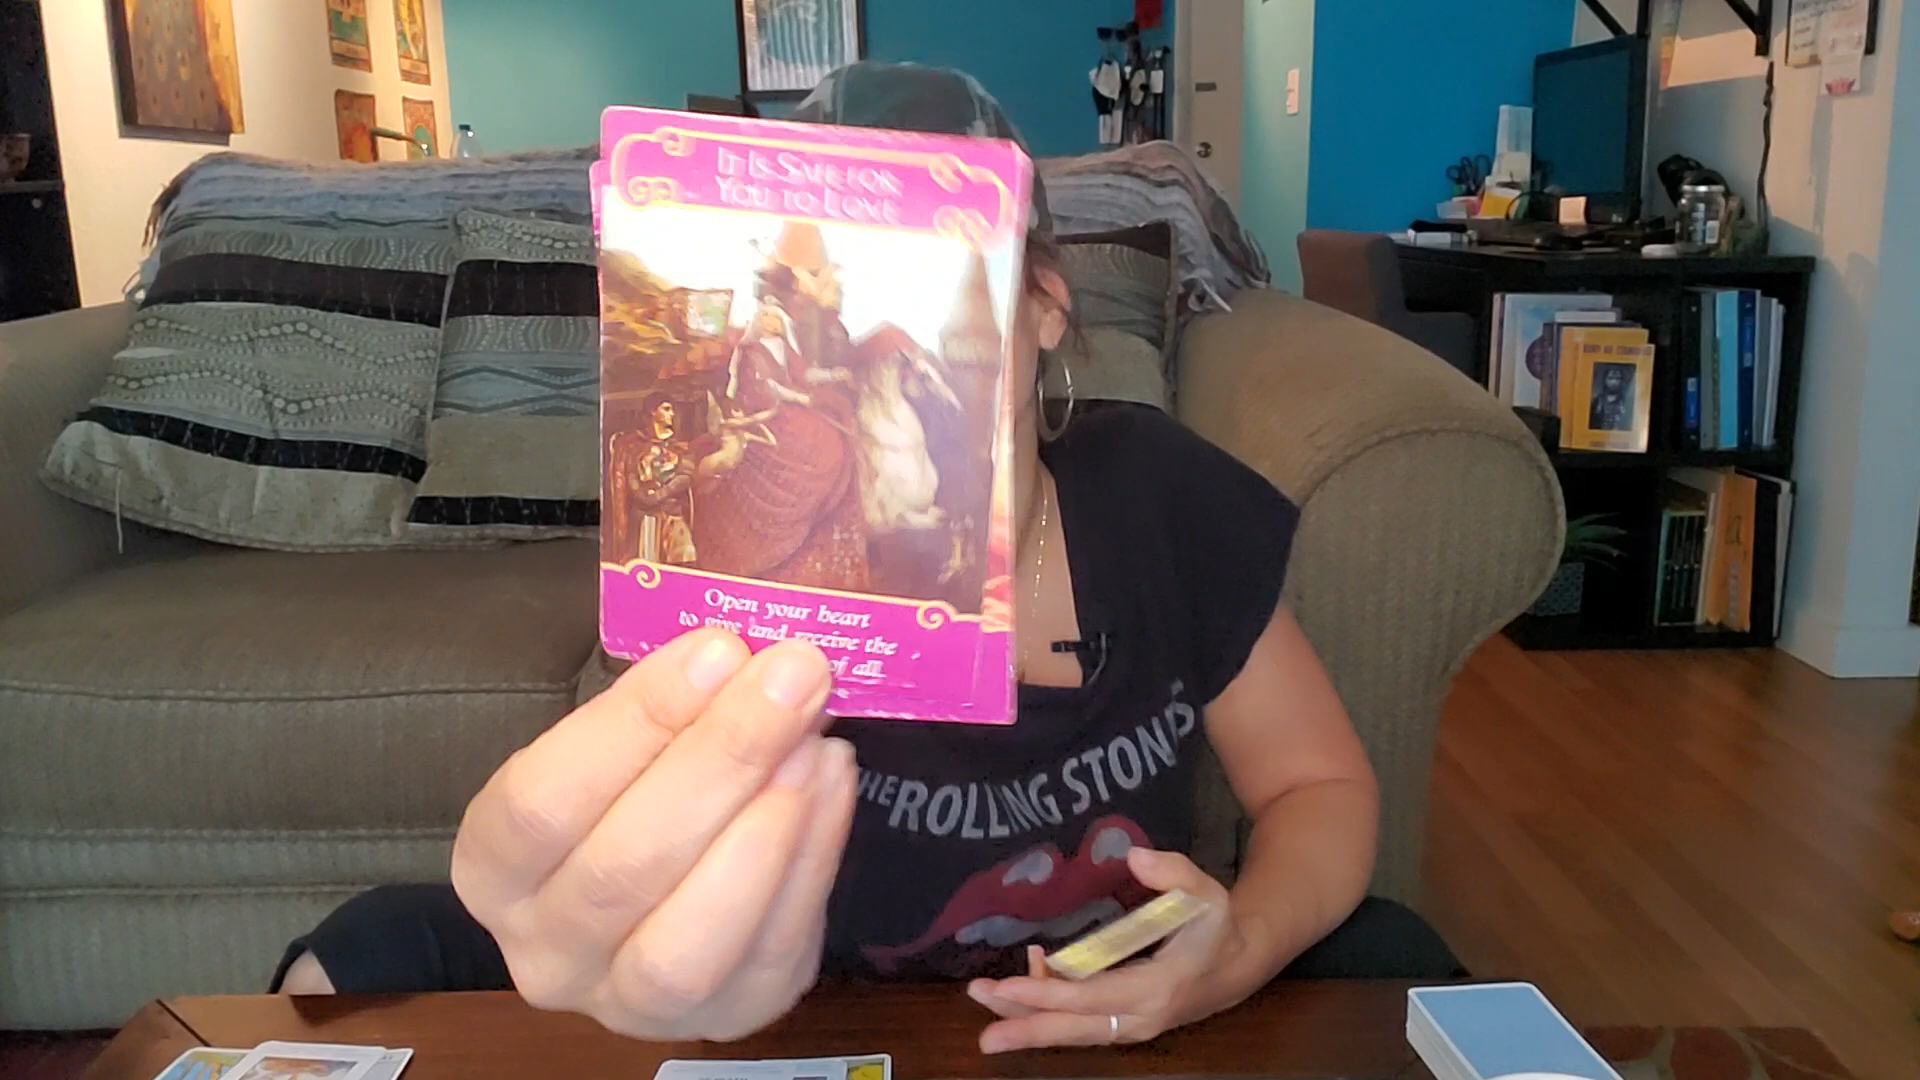 It Is Safe for
You to Love
Open your heart
to give and receive the
of all.
THE ROLLING STONES